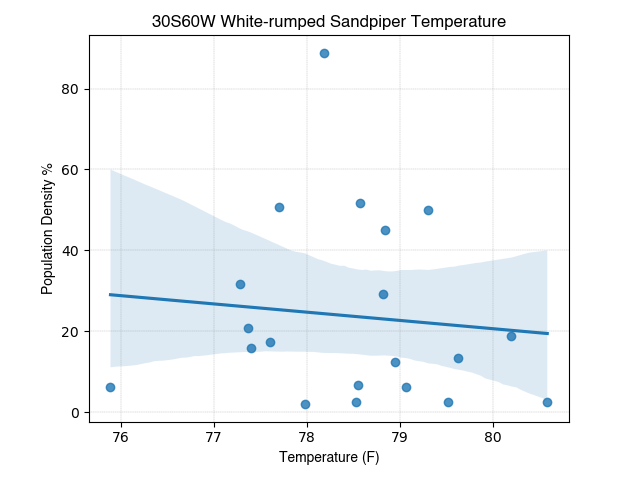 30S60W White-rumped Sandpiper Temperature
Population Density %
80
60
40
20
0
76 77 78 79 80
Temperature (F)